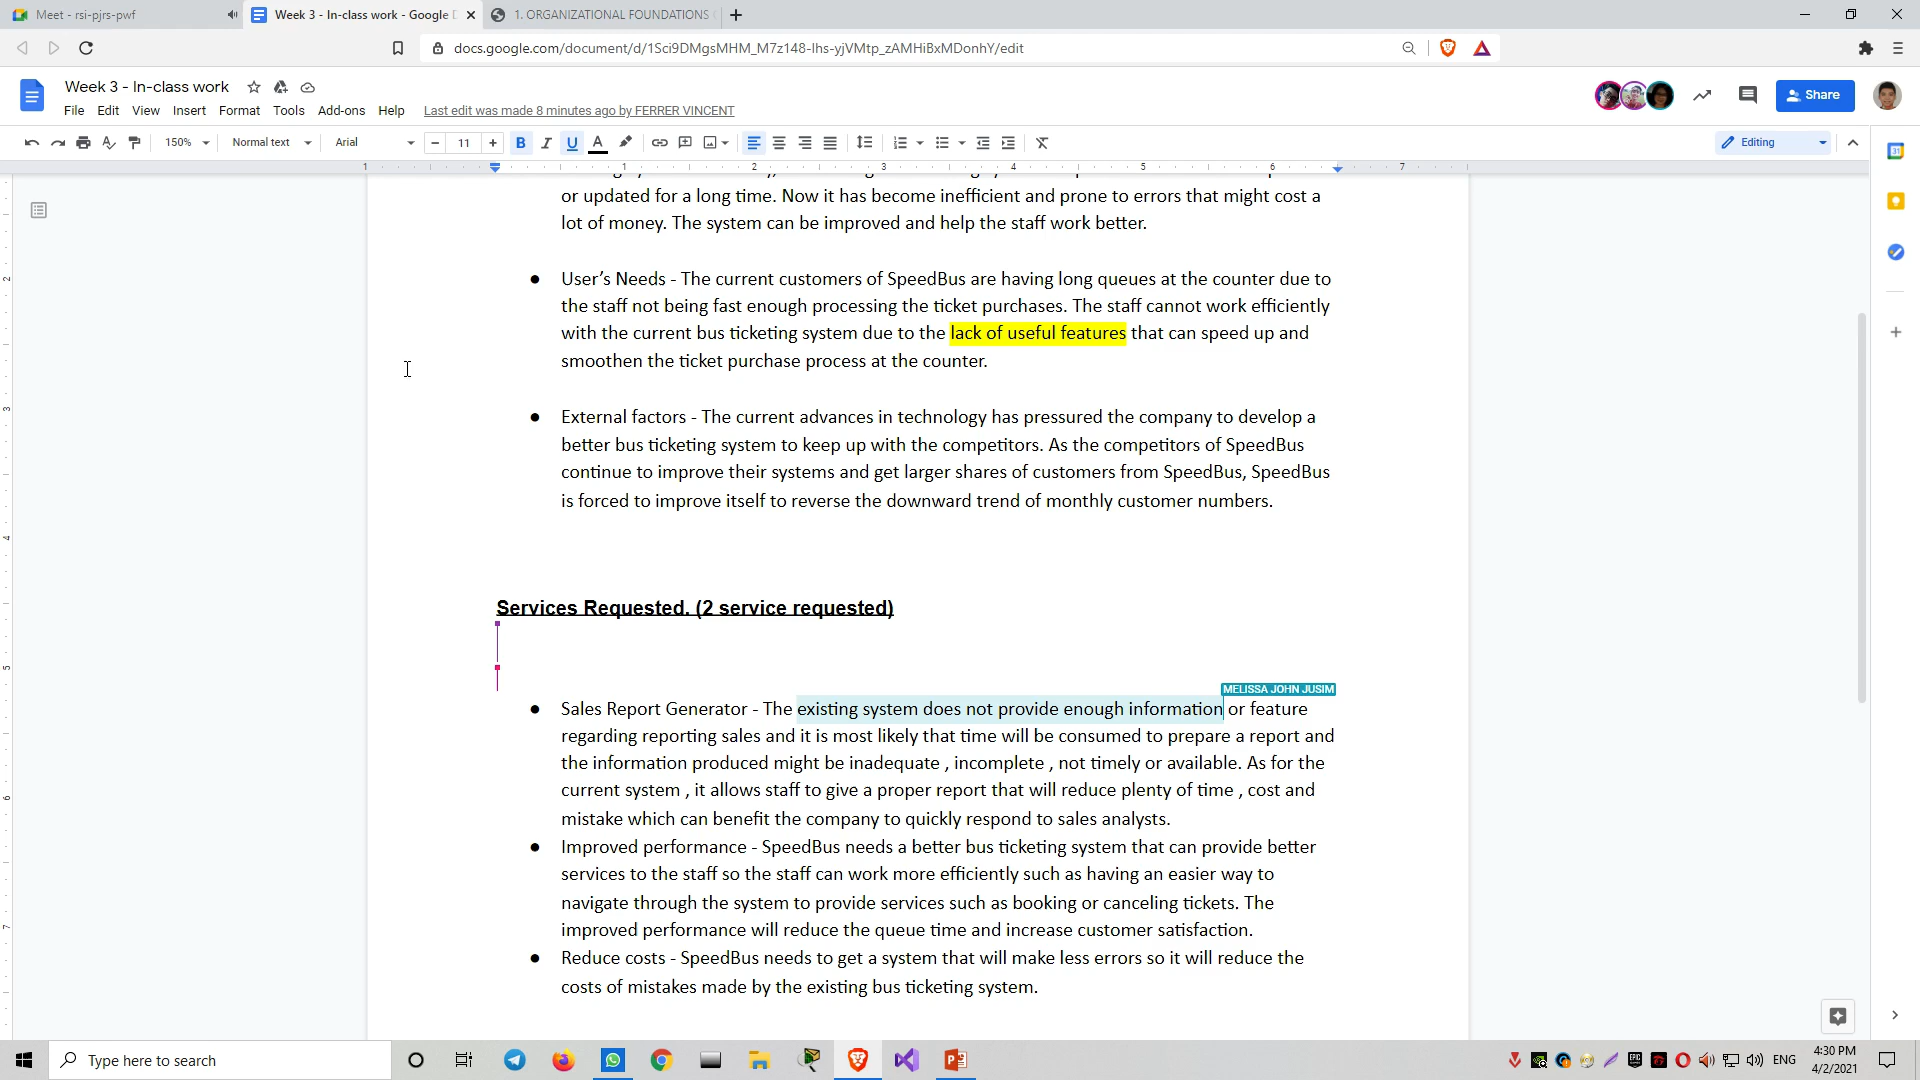 Meet - rsi-pjrs-pwf
Week 3 - In-class work - Google D
1. ORGANIZATIONAL FOUNDATIONS
docs.google.com/document/d/1Sci9DMgsMHM_M7z148-lhs-yjVMtp_zAMHiBxMDonhY/edit
Week 3 - In-class work
File Edit View Insert Format Tools Add-ons Help Last edit was made 8 minutes ago by FERRER VINCENT
Share
150% Normal text Arial 11 Editing
1 1 2 3 4 5 6 7
or updated for a long time. Now it has become inefficient and prone to errors that might cost a
lot of money. The system can be improved and help the staff work better.
● User’s Needs - The current customers of SpeedBus are having long queues at the counter due to
the staff not being fast enough processing the ticket purchases. The staff cannot work efficiently
with the current bus ticketing system due to the lack of useful features that can speed up and
smoothen the ticket purchase process at the counter.
● External factors - The current advances in technology has pressured the company to develop a
better bus ticketing system to keep up with the competitors. As the competitors of SpeedBus
continue to improve their systems and get larger shares of customers from SpeedBus, SpeedBus
is forced to improve itself to reverse the downward trend of monthly customer numbers.
Services Requested. (2 service requested)
MELISSA JOHN JUSIM
● Sales Report Generator - The existing system does not provide enough information or feature
regarding reporting sales and it is most likely that time will be consumed to prepare a report and
the information produced might be inadequate , incomplete , not timely or available. As for the
current system , it allows staff to give a proper report that will reduce plenty of time , cost and
mistake which can benefit the company to quickly respond to sales analysts.
● Improved performance - SpeedBus needs a better bus ticketing system that can provide better
services to the staff so the staff can work more efficiently such as having an easier way to
navigate through the system to provide services such as booking or canceling tickets. The
improved performance will reduce the queue time and increase customer satisfaction.
● Reduce costs - SpeedBus needs to get a system that will make less errors so it will reduce the
costs of mistakes made by the existing bus ticketing system.
Type here to search
ENG
4:30 PM
4/2/2021